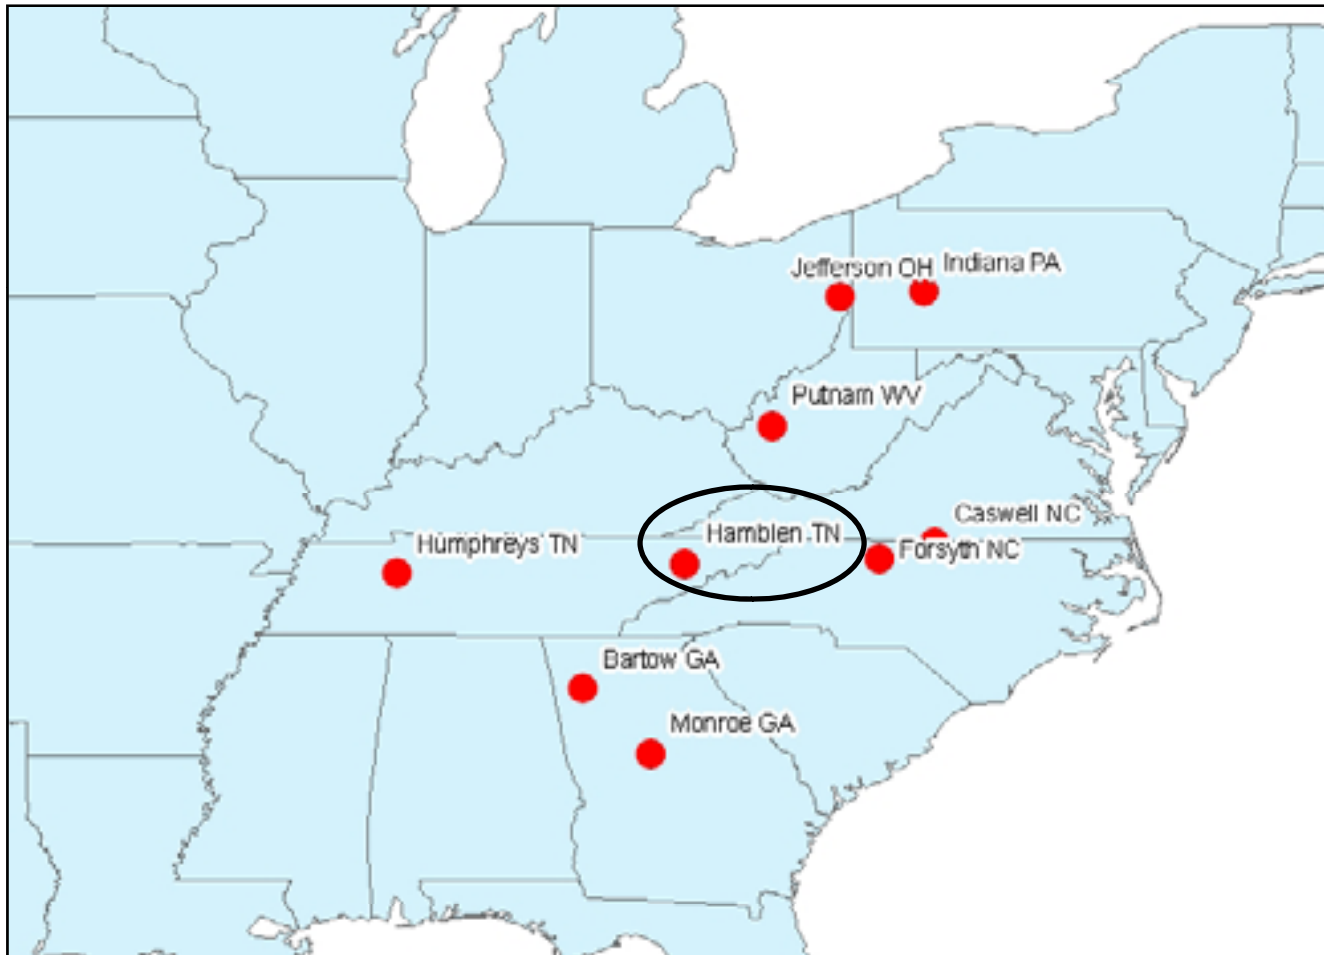 Jefferson OH
Indiana PA
Putnam WV
Caswell NC
Humphreys TN
Hamblen TN
Forsyth NC
Bartow GA
Monroe GA